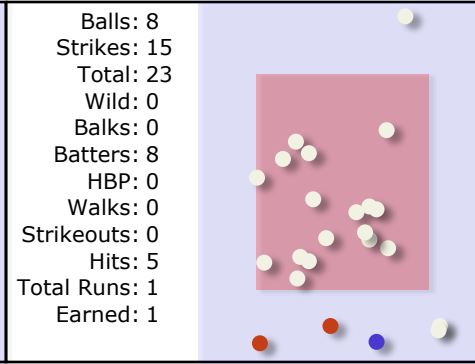 Balls: 8
Strikes: 15
Total: 23
Wild: 0
Balks: 0
Batters: 8
HBP: 0
Walks: 0
Strikeouts: 0
Hits: 5
Total Runs: 1
Earned: 1